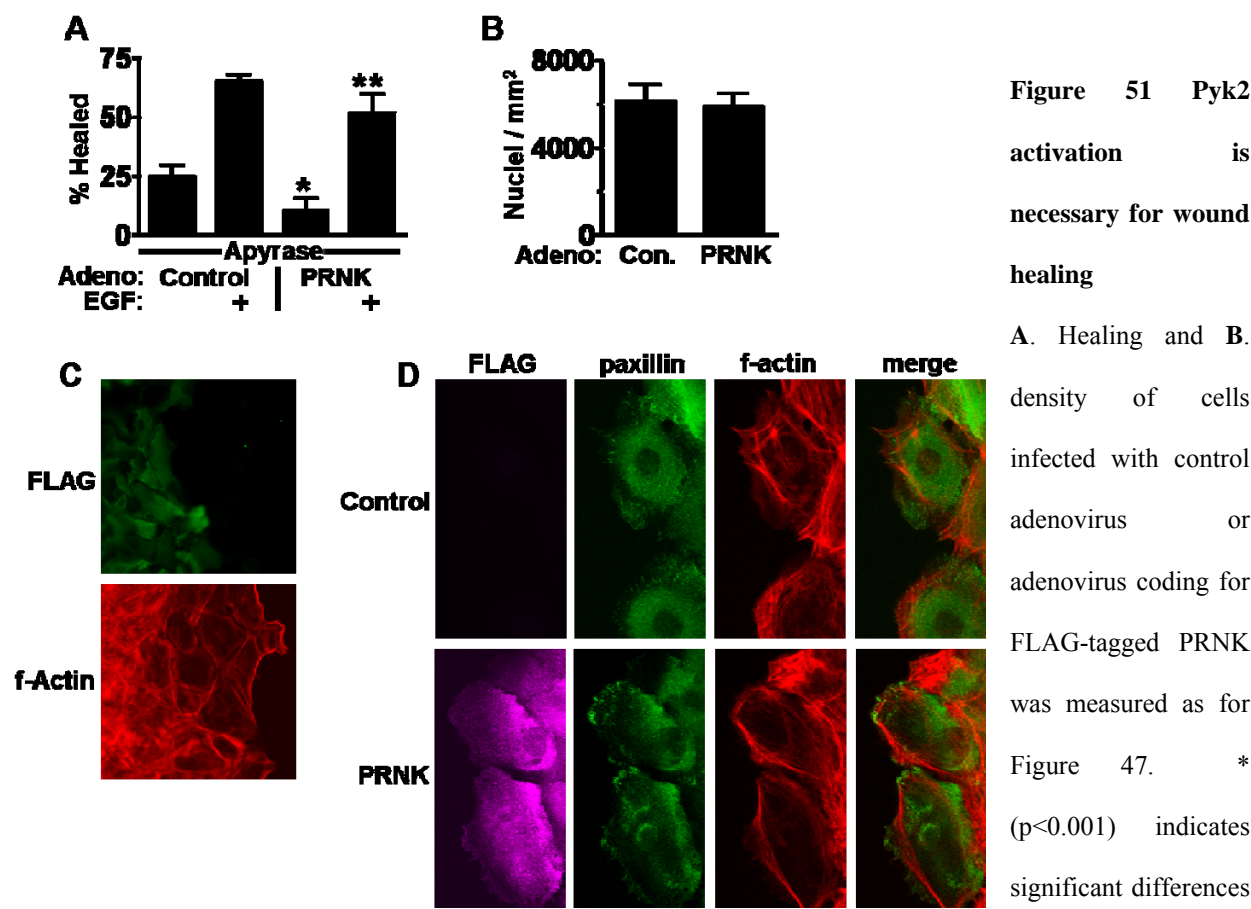 A
75
50
25
0
% Healed
*
**
Apyrase
Adeno: Control PRNK
EGF: + +
B
8000
4000
0
Nuclei / mm²
Adeno: Con. PRNK
C
FLAG
f-Actin
D
FLAG paxillin f-actin merge
Control
PRNK
Figure 51 Pyk2
activation is
necessary for wound
healing
A. Healing and B.
density of cells
infected with control
adenovirus or
adenovirus coding for
FLAG-tagged PRNK
was measured as for
Figure 47. *
(p<0.001) indicates
significant differences